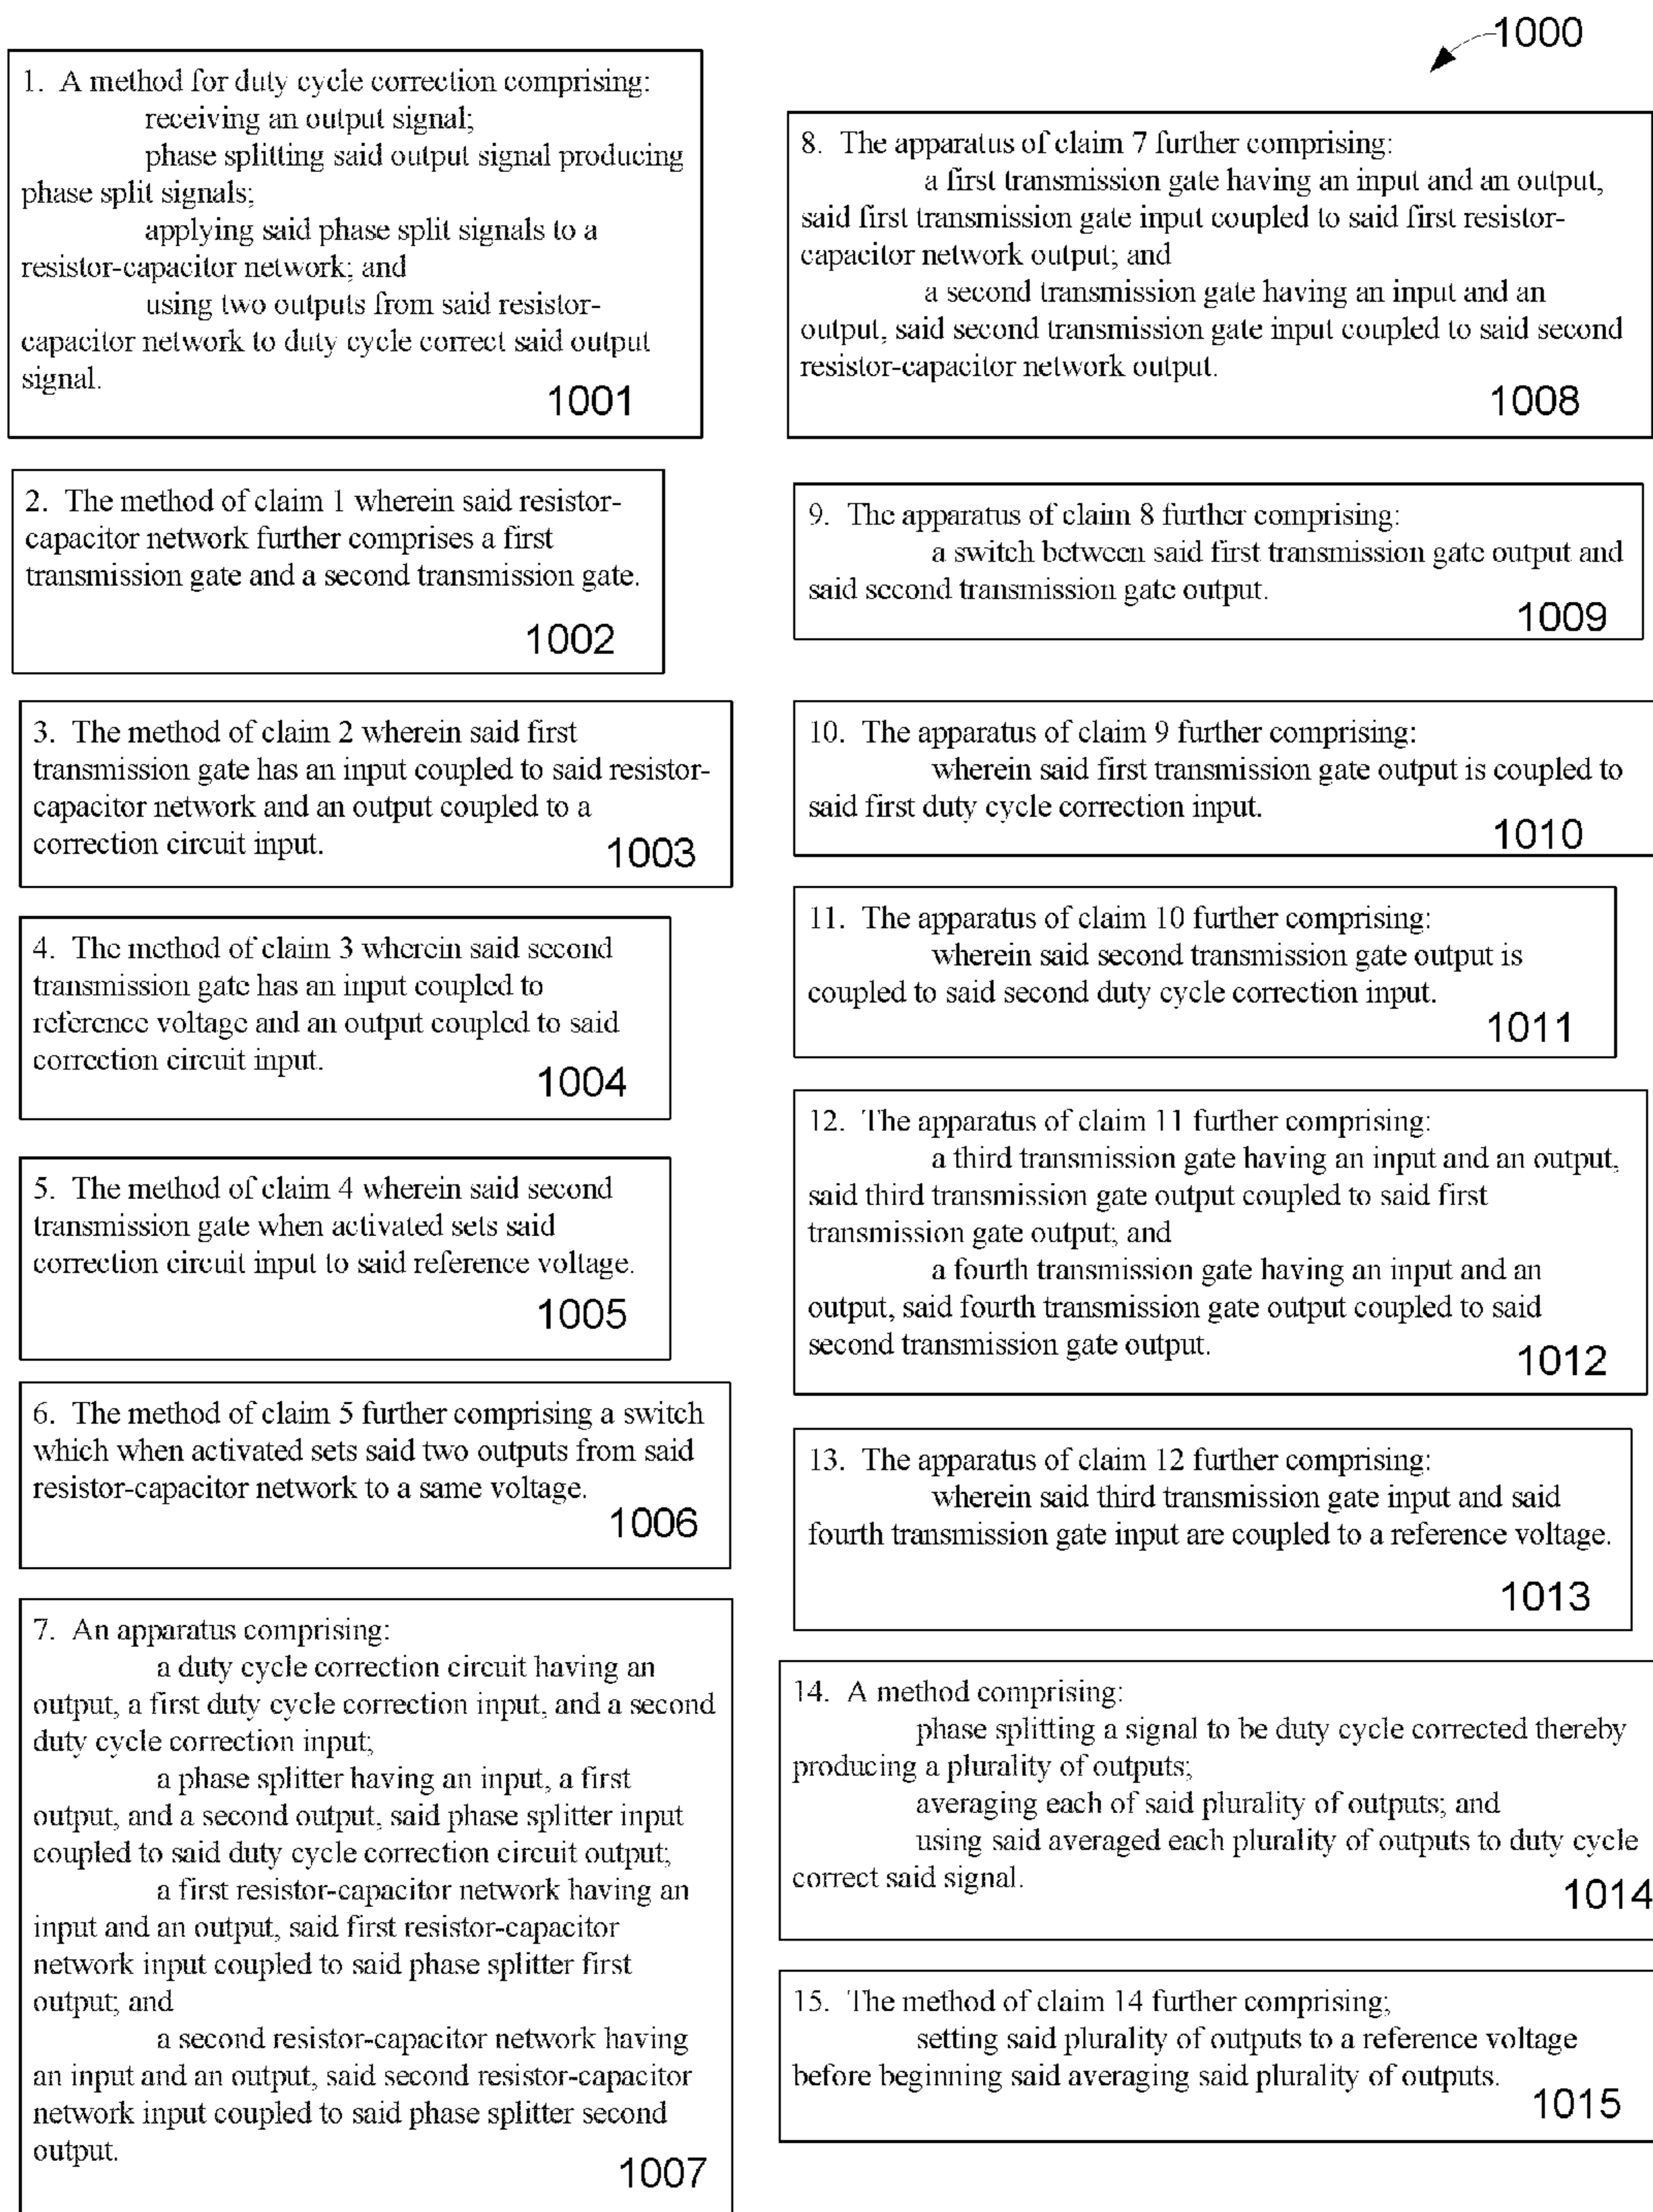 1000
1. A method for duty cycle correction comprising:
receiving an output signal;
phase splitting said output signal producing
phase split signals;
applying said phase split signals to a
resistor-capacitor network; and
using two outputs from said resistor-
capacitor network to duty cycle correct said output
signal.
1001
2. The method of claim 1 wherein said resistor-
capacitor network further comprises a first
transmission gate and a second transmission gate.
1002
3. The method of claim 2 wherein said first
transmission gate has an input coupled to said resistor-
capacitor network and an output coupled to a
correction circuit input.
1003
4. The method of claim 3 wherein said second
transmission gate has an input coupled to
reference voltage and an output coupled to said
correction circuit input.
1004
5. The method of claim 4 wherein said second
transmission gate when activated sets said
correction circuit input to said reference voltage.
1005
6. The method of claim 5 further comprising a switch
which when activated sets said two outputs from said
resistor-capacitor network to a same voltage.
1006
7. An apparatus comprising:
a duty cycle correction circuit having an
output, a first duty cycle correction input, and a second
duty cycle correction input;
a phase splitter having an input, a first
output, and a second output, said phase splitter input
coupled to said duty cycle correction circuit output;
a first resistor-capacitor network having an
input and an output, said first resistor-capacitor
network input coupled to said phase splitter first
output; and
a second resistor-capacitor network having
an input and an output, said second resistor-capacitor
network input coupled to said phase splitter second
output.
1007
8. The apparatus of claim 7 further comprising:
a first transmission gate having an input and an output,
said first transmission gate input coupled to said first resistor-
capacitor network output; and
a second transmission gate having an input and an
output, said second transmission gate input coupled to said second
resistor-capacitor network output.
1008
9. The apparatus of claim 8 further comprising:
a switch between said first transmission gate output and
said second transmission gate output.
1009
10. The apparatus of claim 9 further comprising:
wherein said first transmission gate output is coupled to
said first duty cycle correction input.
1010
11. The apparatus of claim 10 further comprising:
wherein said second transmission gate output is
coupled to said second duty cycle correction input.
1011
12. The apparatus of claim 11 further comprising:
a third transmission gate having an input and an output,
said third transmission gate output coupled to said first
transmission gate output; and
a fourth transmission gate having an input and an
output, said fourth transmission gate output coupled to said
second transmission gate output.
1012
13. The apparatus of claim 12 further comprising:
wherein said third transmission gate input and said
fourth transmission gate input are coupled to a reference voltage.
1013
14. A method comprising:
phase splitting a signal to be duty cycle corrected thereby
producing a plurality of outputs;
averaging each of said plurality of outputs; and
using said averaged each plurality of outputs to duty cycle
correct said signal.
1014
15. The method of claim 14 further comprising;
setting said plurality of outputs to a reference voltage
before beginning said averaging said plurality of outputs.
1015